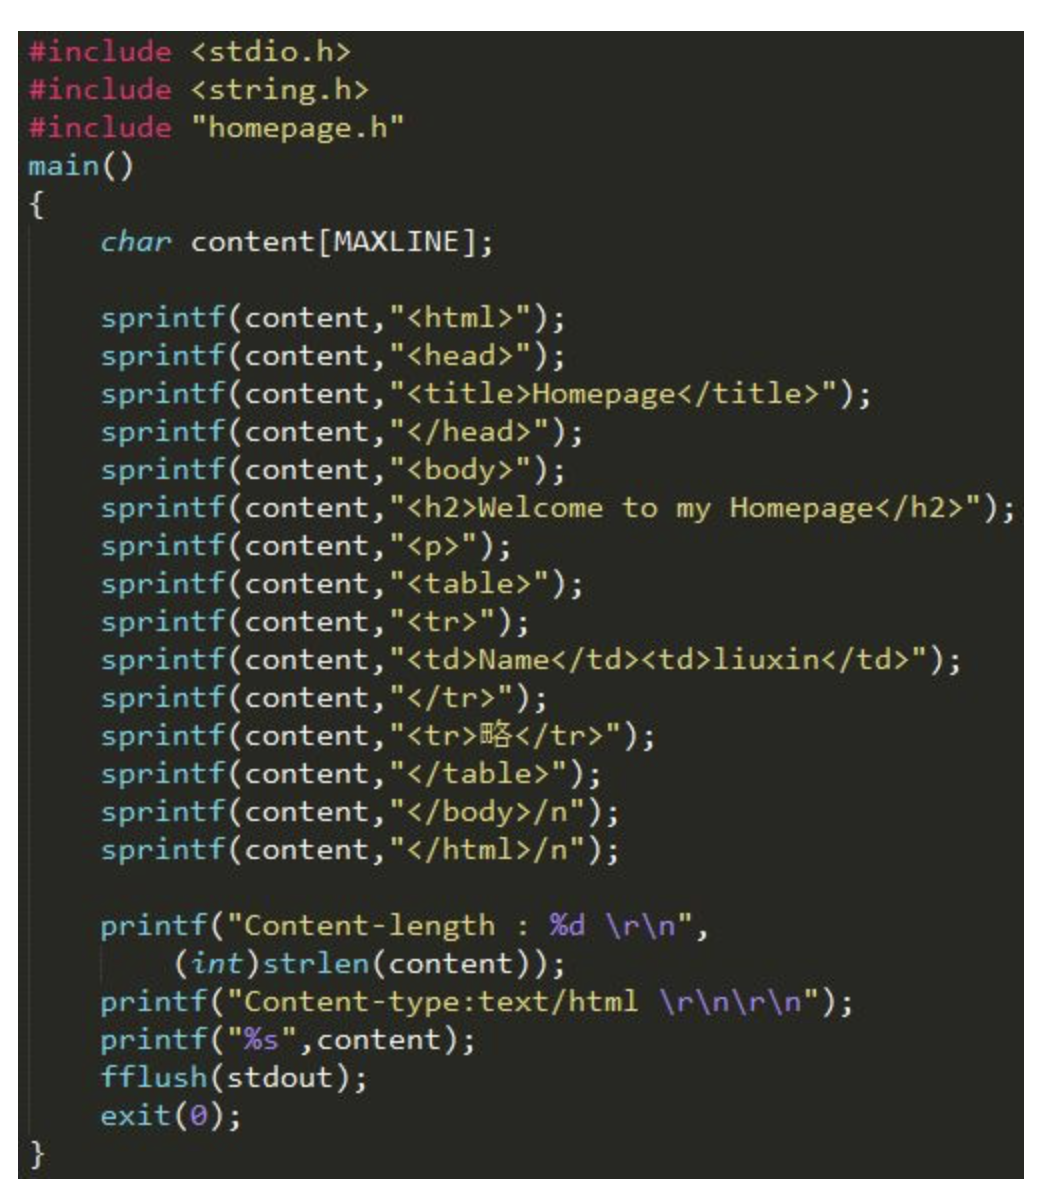 #include <stdio.h>
#include <string.h>
#include "homepage.h"
main()
{
    char content[MAXLINE];

    sprintf(content,"<html>");
    sprintf(content,"<head>");
    sprintf(content,"<title>Homepage</title>");
    sprintf(content,"</head>");
    sprintf(content,"<body>");
    sprintf(content,"<h2>Welcome to my Homepage</h2>");
    sprintf(content,"<p>");
    sprintf(content,"<table>");
    sprintf(content,"<tr>");
    sprintf(content,"<td>Name</td><td>liuxin</td>");
    sprintf(content,"</tr>");
    sprintf(content,"<tr>略</tr>");
    sprintf(content,"</table>");
    sprintf(content,"</body>/n");
    sprintf(content,"</html>/n");

    printf("Content-length : %d \r\n",
        (int)strlen(content));
    printf("Content-type:text/html \r\n\r\n");
    printf("%s",content);
    fflush(stdout);
    exit(0);
}